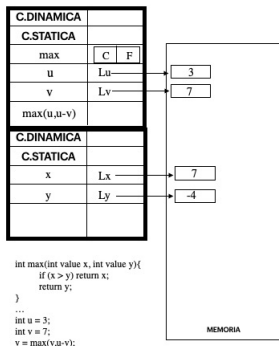 C.DINAMICA
C.STATICA
max C F
u Lu 3
v Lv 7
max(u,u-v)
C.DINAMICA
C.STATICA
x Lx 7
y Ly -4
int max(int value x, int value y){
if (x > y) return x;
return y;
}
...
int u = 3;
int v = 7;
v = max(v,u-v);
MEMORIA